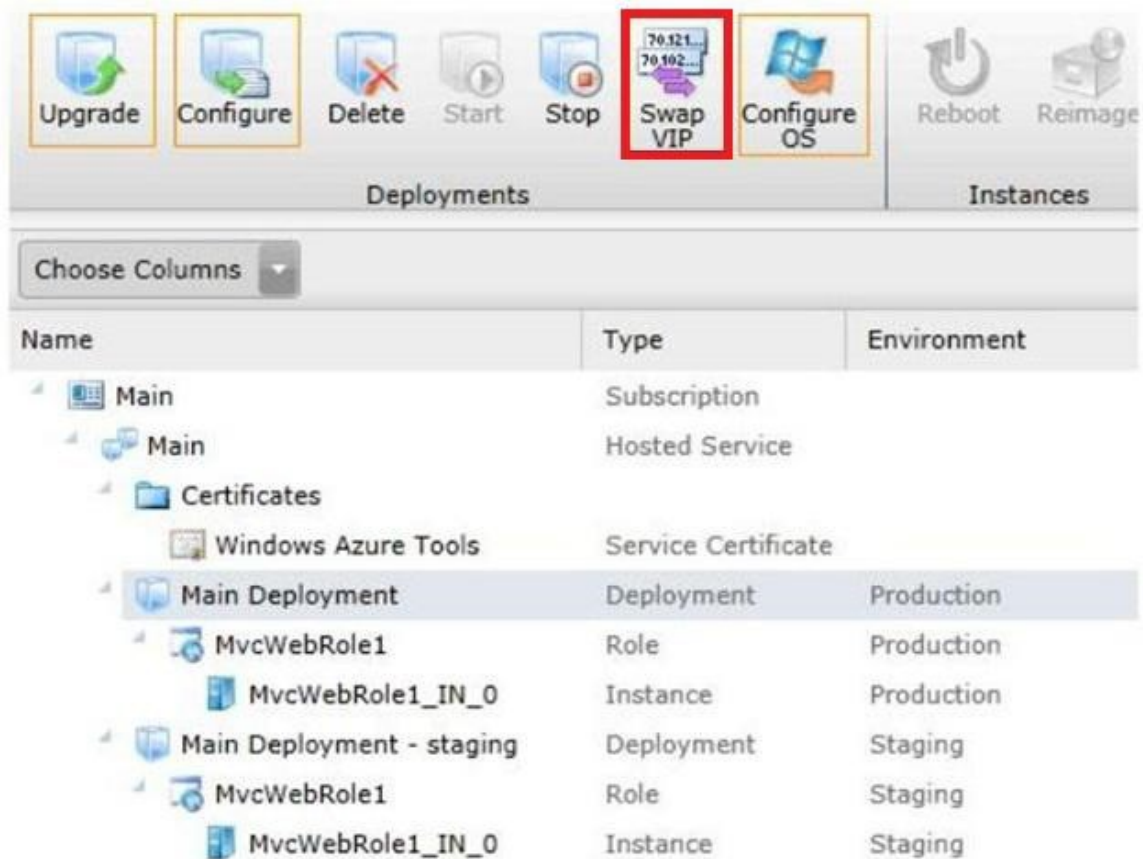 70.121...
70.102...
Upgrade Configure Delete Start Stop Swap VIP Configure OS Reboot Reimage
Deployments Instances
Choose Columns
Name Type Environment
Main Subscription
Main Hosted Service
Certificates
Windows Azure Tools Service Certificate
Main Deployment Deployment Production
MvcWebRole1 Role Production
MvcWebRole1_IN_0 Instance Production
Main Deployment - staging Deployment Staging
MvcWebRole1 Role Staging
MvcWebRole1_IN_0 Instance Staging